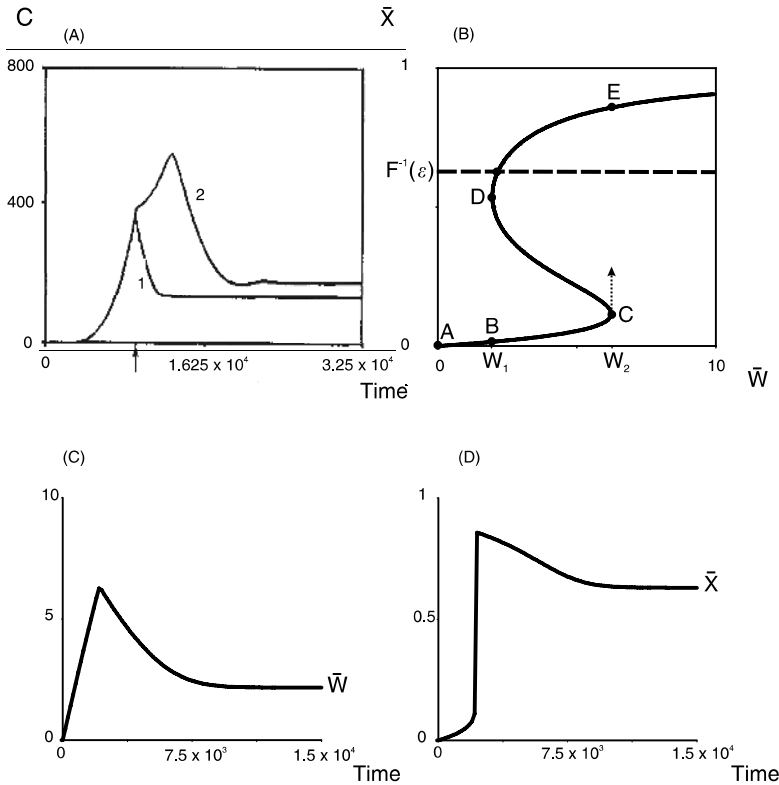 C
(A)
800
400
0
1
2
0
1.625 x 10⁴
3.25 x 10⁴
Time
X̄
(B)
1
E
F⁻¹(ε)
D
C
A
B
0
0
W₁
W₂
10
W̄
(C)
10
5
0
W̄
0
7.5 x 10³
1.5 x 10⁴
Time
(D)
1
0.5
0
X̄
0
7.5 x 10³
1.5 x 10⁴
Time